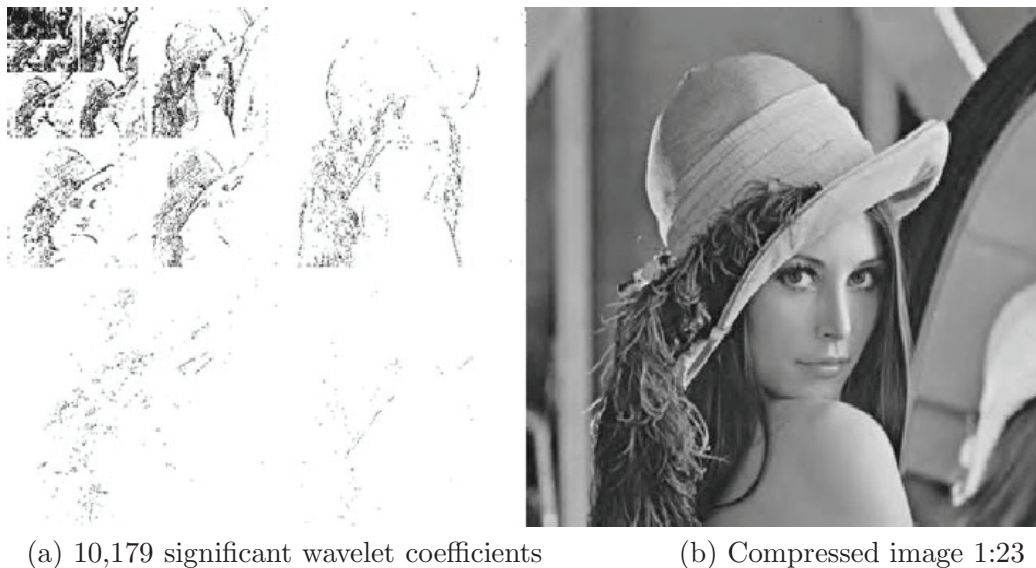 (a) 10,179 significant wavelet coefficients
(b) Compressed image 1:23